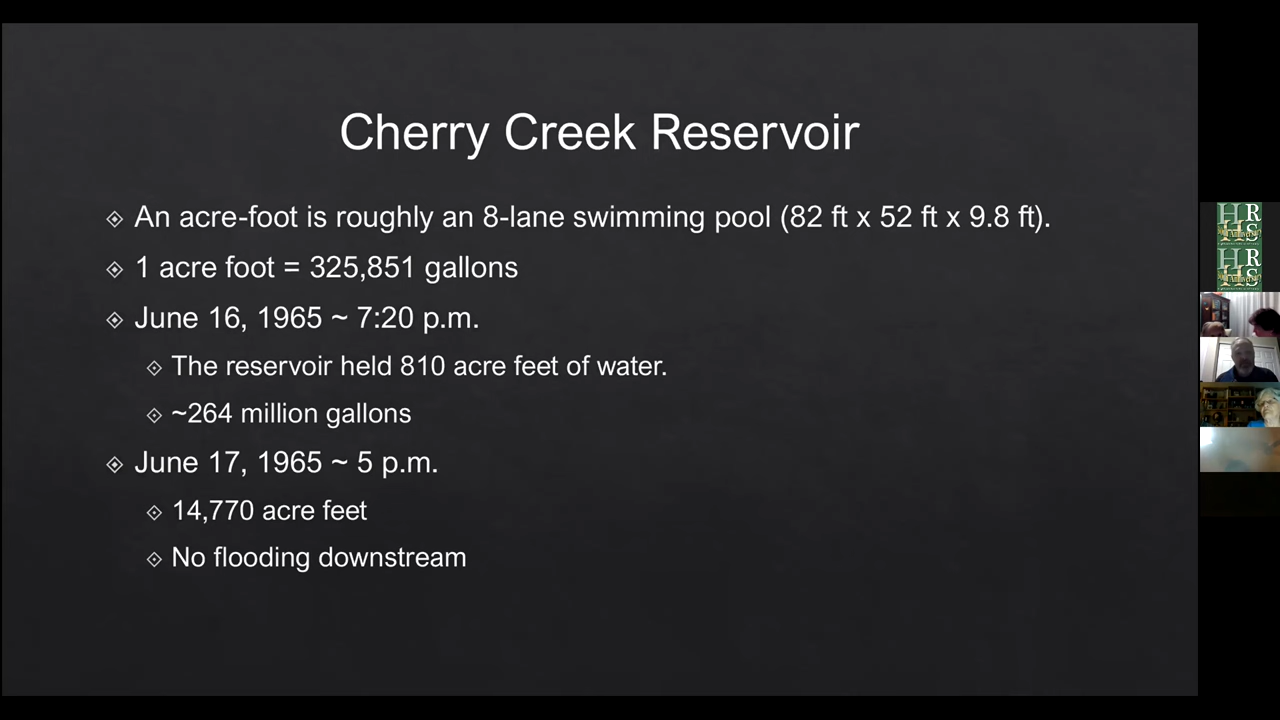 Cherry Creek Reservoir
An acre-foot is roughly an 8-lane swimming pool (82 ft x 52 ft x 9.8 ft).
1 acre foot = 325,851 gallons
June 16, 1965 ~ 7:20 p.m.
The reservoir held 810 acre feet of water.
~264 million gallons
June 17, 1965 ~ 5 p.m.
14,770 acre feet
No flooding downstream
HRHS
HRHS